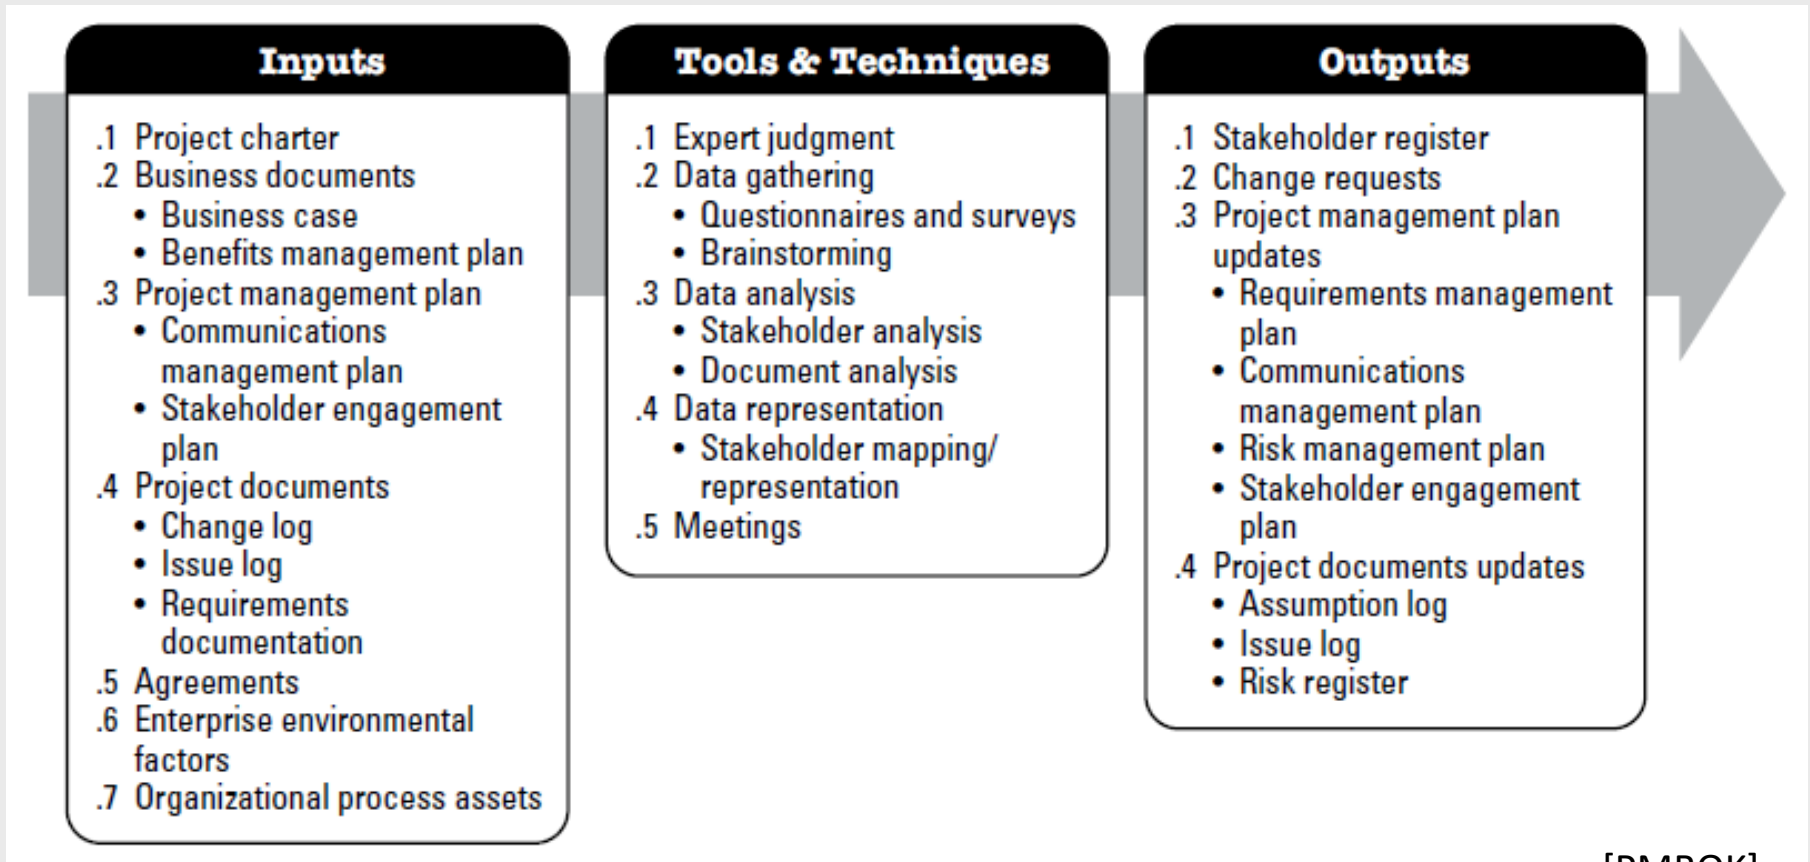 Inputs
.1 Project charter
.2 Business documents
• Business case
• Benefits management plan
.3 Project management plan
• Communications
management plan
• Stakeholder engagement
plan
.4 Project documents
• Change log
• Issue log
• Requirements
documentation
.5 Agreements
.6 Enterprise environmental
factors
.7 Organizational process assets
Tools & Techniques
.1 Expert judgment
.2 Data gathering
• Questionnaires and surveys
• Brainstorming
.3 Data analysis
• Stakeholder analysis
• Document analysis
.4 Data representation
• Stakeholder mapping/
representation
.5 Meetings
Outputs
.1 Stakeholder register
.2 Change requests
.3 Project management plan
updates
• Requirements management
plan
• Communications
management plan
• Risk management plan
• Stakeholder engagement
plan
.4 Project documents updates
• Assumption log
• Issue log
• Risk register
[PMBOK]